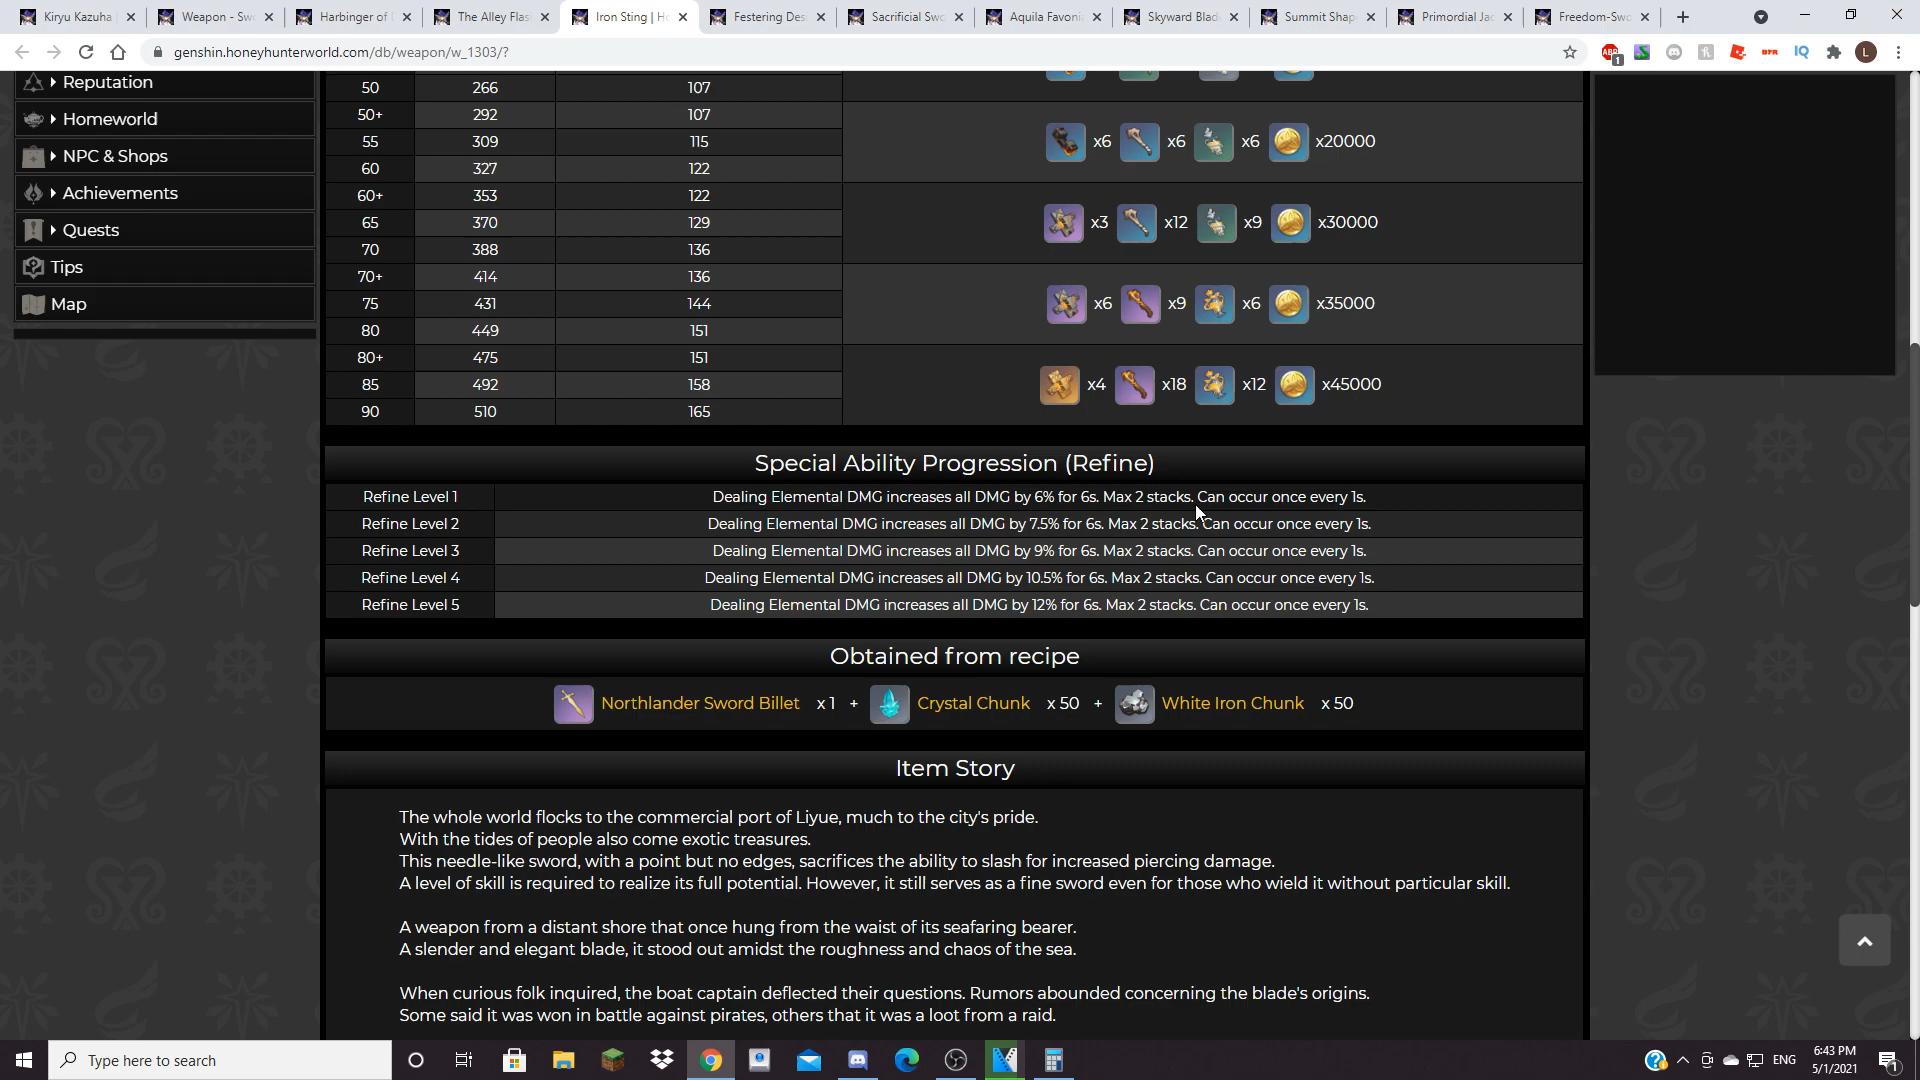 Kiryu Kazuha
Weapon - Swo
Harbinger of D
The Alley Flas
Iron Sting | Ho
Festering Des
Sacrificial Swo
Aquila Favoni
Skyward Blad
Summit Shap
Primordial Jad
Freedom-Swo
genshin.honeyhunterworld.com/db/weapon/w_1303/?
ABP
1
BTR
IQ
L
Reputation
Homeworld
NPC & Shops
Achievements
Quests
Tips
Map
50 266 107
50+ 292 107
55 309 115
60 327 122
x6 x6 x6 x20000
60+ 353 122
65 370 129
70 388 136
x3 x12 x9 x30000
70+ 414 136
75 431 144
80 449 151
x6 x9 x6 x35000
80+ 475 151
85 492 158
90 510 165
x4 x18 x12 x45000
Special Ability Progression (Refine)
Refine Level 1 Dealing Elemental DMG increases all DMG by 6% for 6s. Max 2 stacks. Can occur once every 1s.
Refine Level 2 Dealing Elemental DMG increases all DMG by 7.5% for 6s. Max 2 stacks. Can occur once every 1s.
Refine Level 3 Dealing Elemental DMG increases all DMG by 9% for 6s. Max 2 stacks. Can occur once every 1s.
Refine Level 4 Dealing Elemental DMG increases all DMG by 10.5% for 6s. Max 2 stacks. Can occur once every 1s.
Refine Level 5 Dealing Elemental DMG increases all DMG by 12% for 6s. Max 2 stacks. Can occur once every 1s.
Obtained from recipe
Northlander Sword Billet x 1 + Crystal Chunk x 50 + White Iron Chunk x 50
Item Story
The whole world flocks to the commercial port of Liyue, much to the city's pride.
With the tides of people also come exotic treasures.
This needle-like sword, with a point but no edges, sacrifices the ability to slash for increased piercing damage.
A level of skill is required to realize its full potential. However, it still serves as a fine sword even for those who wield it without particular skill.
A weapon from a distant shore that once hung from the waist of its seafaring bearer.
A slender and elegant blade, it stood out amidst the roughness and chaos of the sea.
When curious folk inquired, the boat captain deflected their questions. Rumors abounded concerning the blade's origins.
Some said it was won in battle against pirates, others that it was a loot from a raid.
Type here to search
ENG
6:43 PM
5/1/2021
1